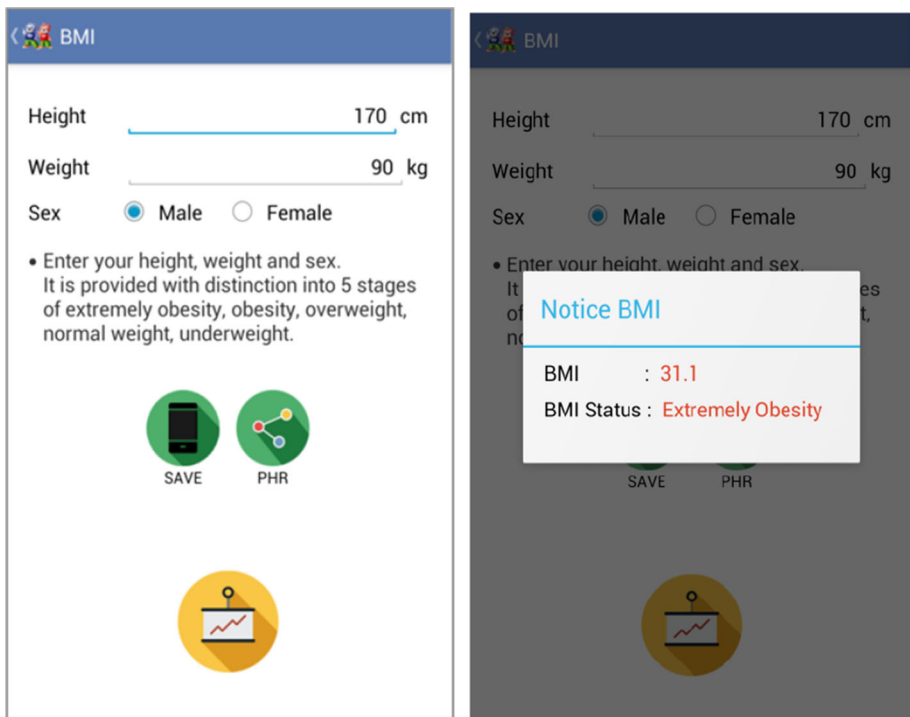 BMI
Height 170 cm
Weight 90 kg
Sex Male Female
• Enter your height, weight and sex.
It is provided with distinction into 5 stages
of extremely obesity, obesity, overweight,
normal weight, underweight.
SAVE PHR
BMI
Height 170 cm
Weight 90 kg
Sex Male Female
• Enter your height, weight and sex.
It es
of t,
Notice BMI
BMI : 31.1
BMI Status : Extremely Obesity
SAVE PHR